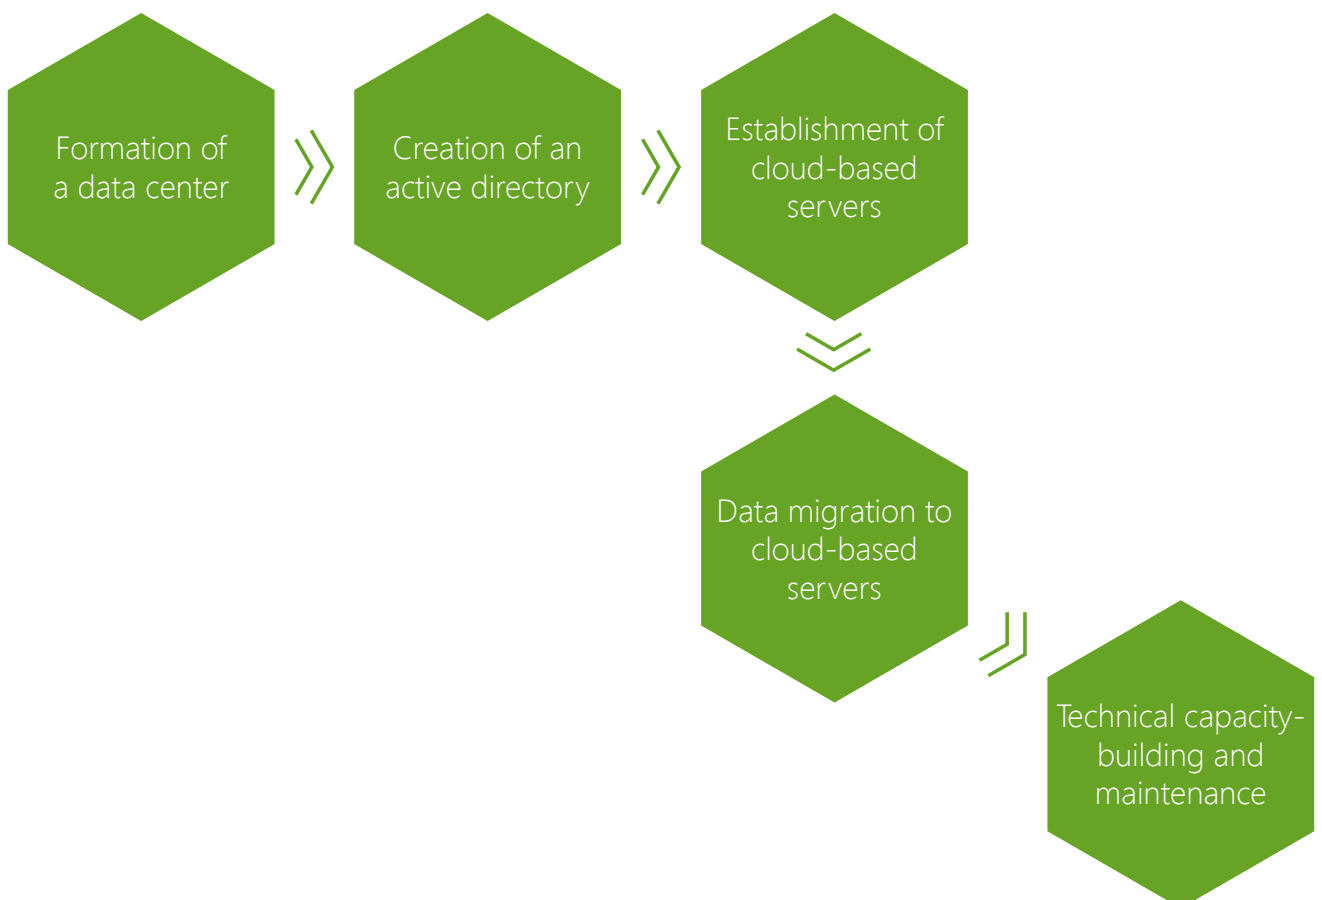 Formation of
a data center
Creation of an
active directory
Establishment of
cloud-based
servers
Data migration to
cloud-based
servers
Technical capacity-
building and
maintenance